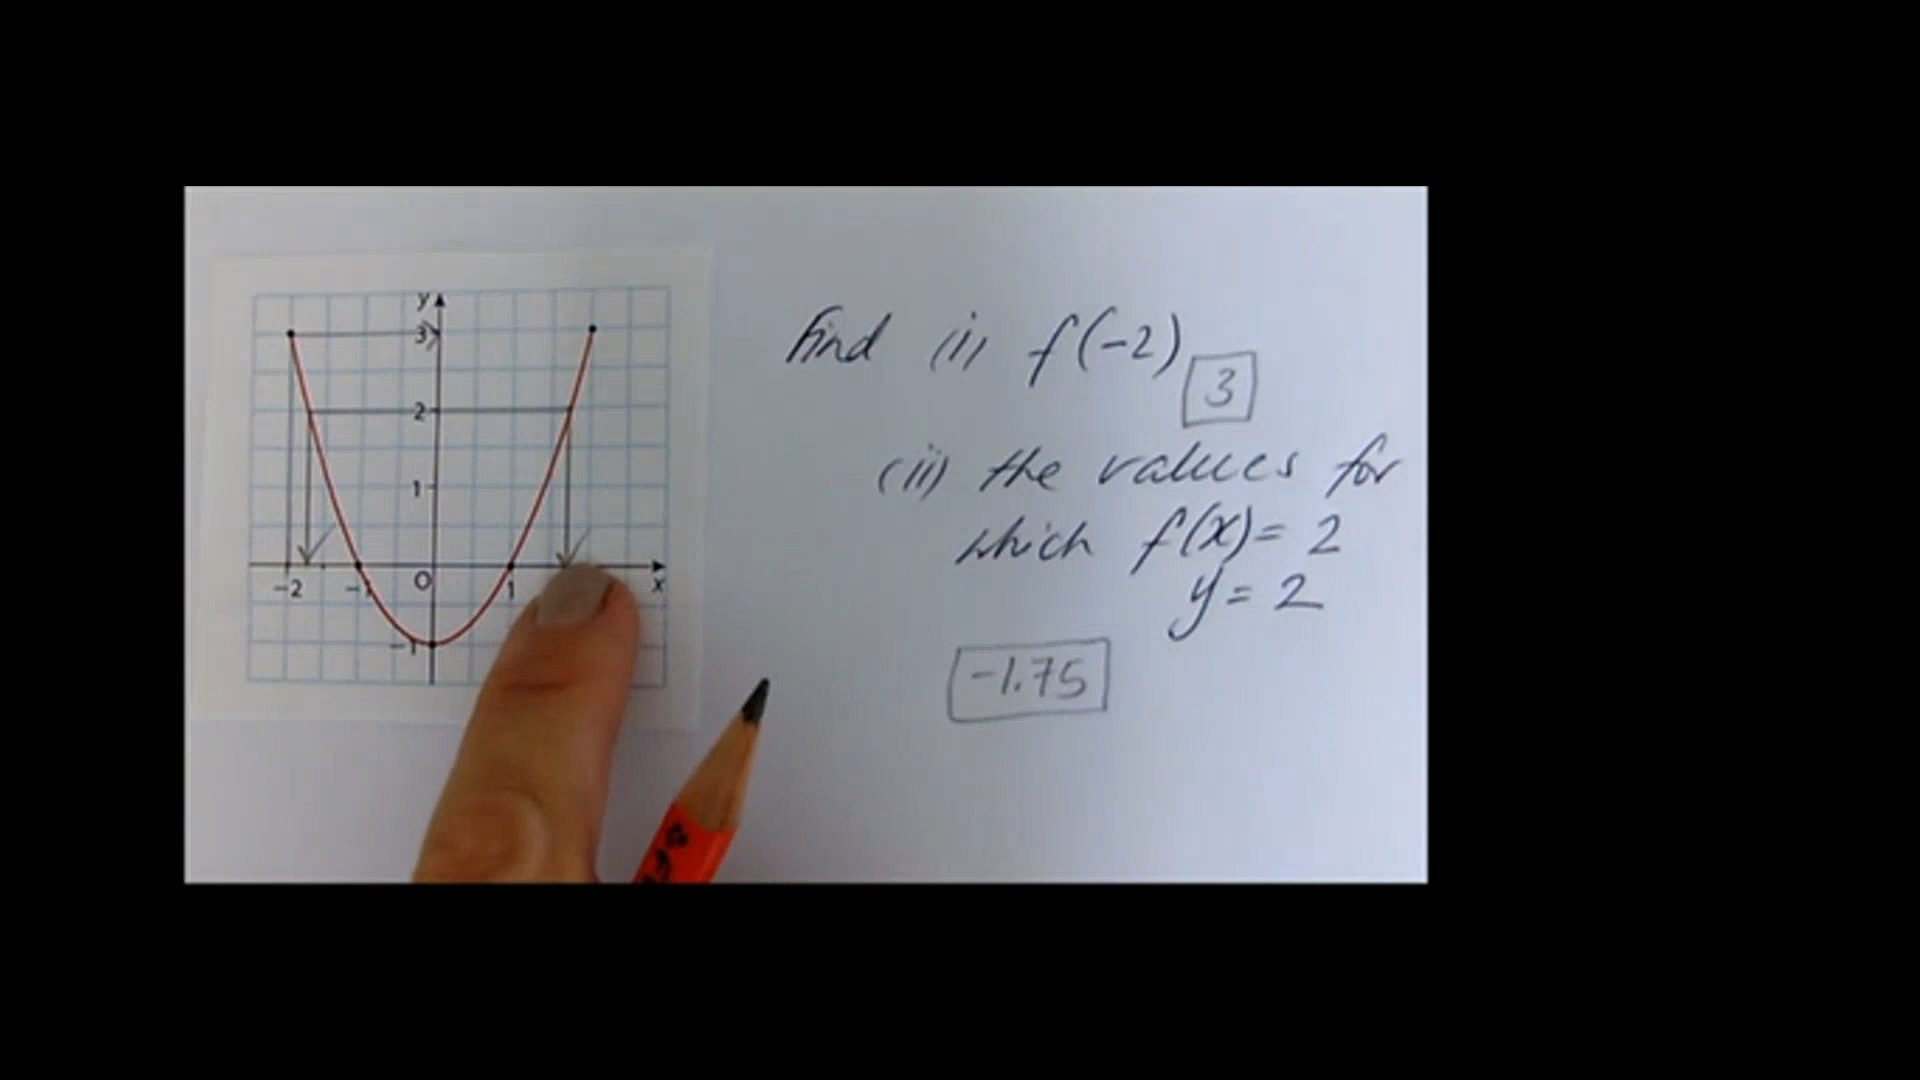 y
3
2
1
-2
-1
O
1
x
-1
Find (i) f(-2)
3
(ii) the values for
which f(x) = 2
y = 2
-1.75